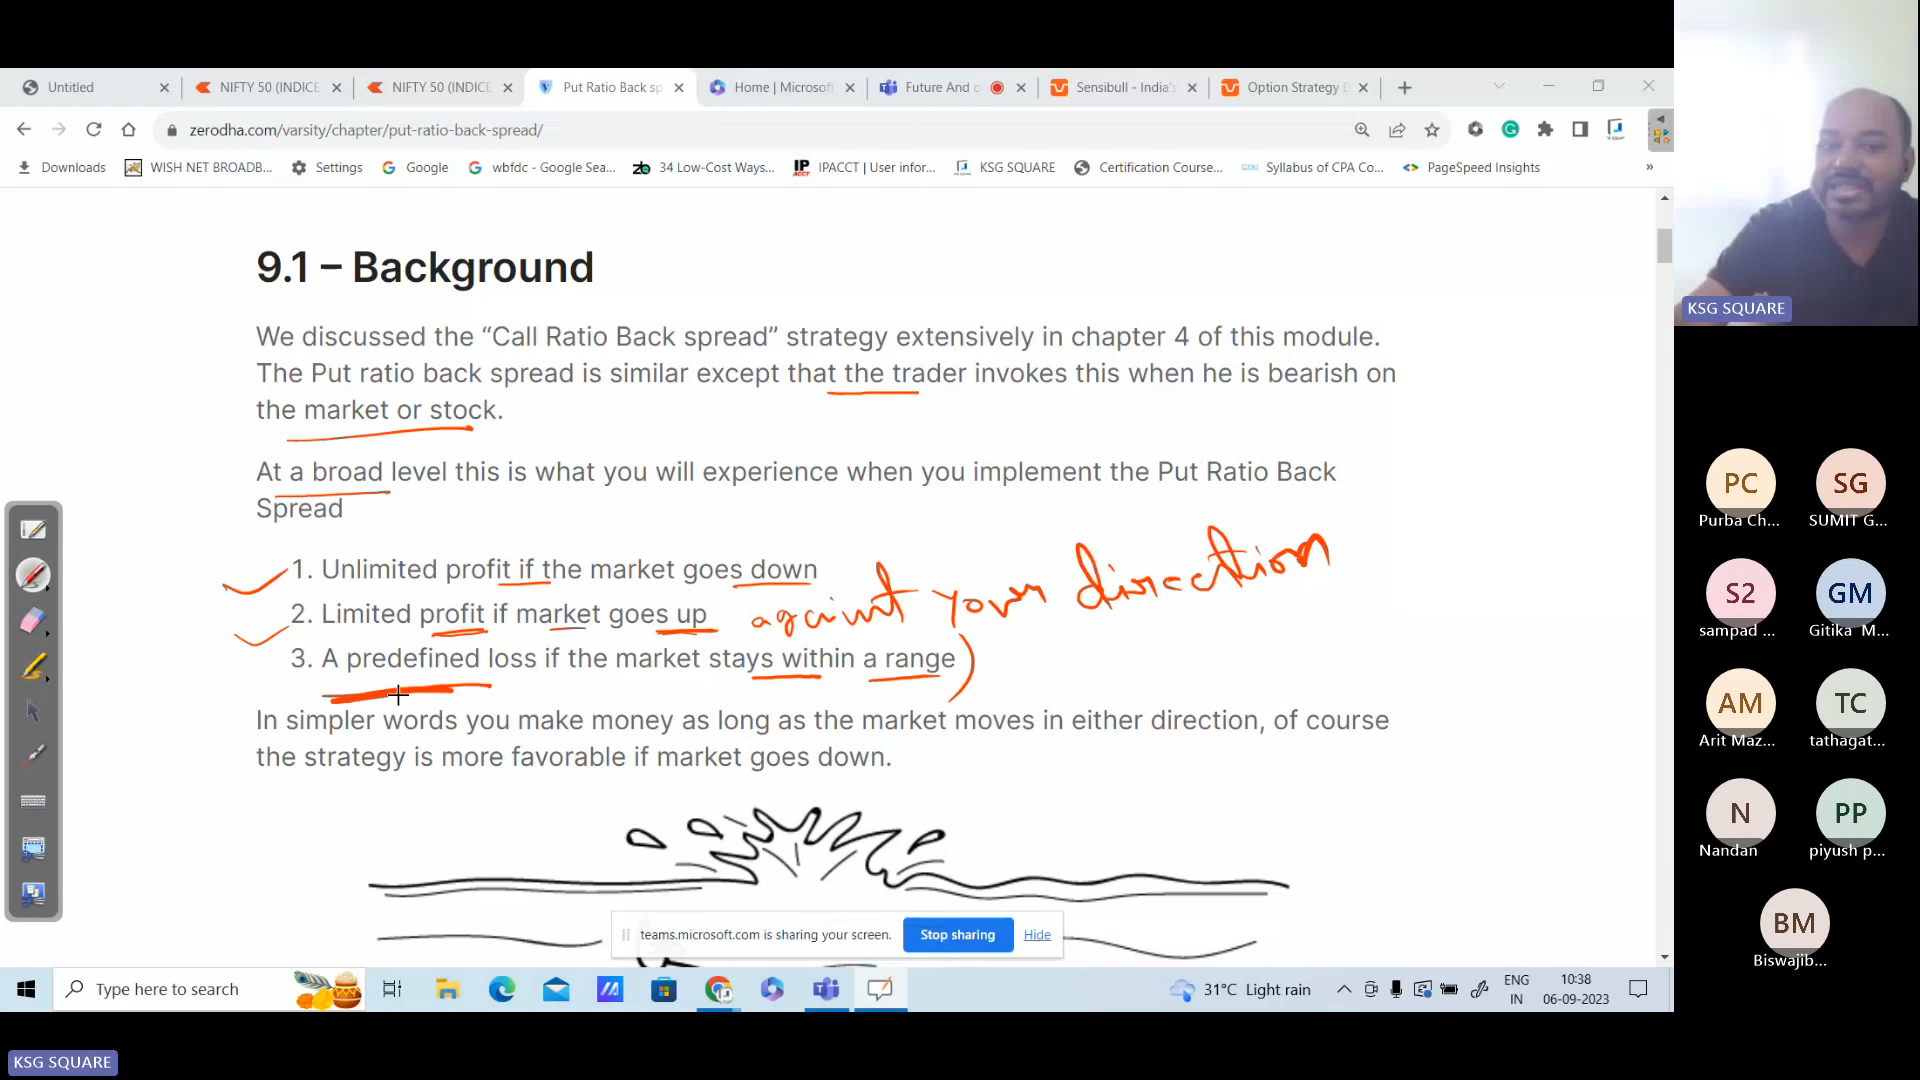 Untitled
NIFTY 50 (INDICE
NIFTY 50 (INDICE
Put Ratio Back sp
Home | Microsoft
Future And o
Sensibull - India's
Option Strategy B
zerodha.com/varsity/chapter/put-ratio-back-spread/
Downloads
WISH NET BROADB...
Settings
Google
wbfdc - Google Sea...
34 Low-Cost Ways...
IPACCT | User infor...
KSG SQUARE
Certification Course...
Syllabus of CPA Co...
PageSpeed Insights
KSG SQUARE
9.1 – Background
We discussed the “Call Ratio Back spread” strategy extensively in chapter 4 of this module.
The Put ratio back spread is similar except that the trader invokes this when he is bearish on
the market or stock.
At a broad level this is what you will experience when you implement the Put Ratio Back
Spread
1. Unlimited profit if the market goes down
2. Limited profit if market goes up against your direction
3. A predefined loss if the market stays within a range
In simpler words you make money as long as the market moves in either direction, of course
the strategy is more favorable if market goes down.
PC
Purba Ch...
SG
SUMIT G...
S2
sampad ...
GM
Gitika M...
AM
Arit Maz...
TC
tathagat...
N
Nandan
PP
piyush p...
BM
Biswajib...
teams.microsoft.com is sharing your screen.
Stop sharing
Hide
Type here to search
31°C Light rain
ENG
IN
10:38
06-09-2023
KSG SQUARE